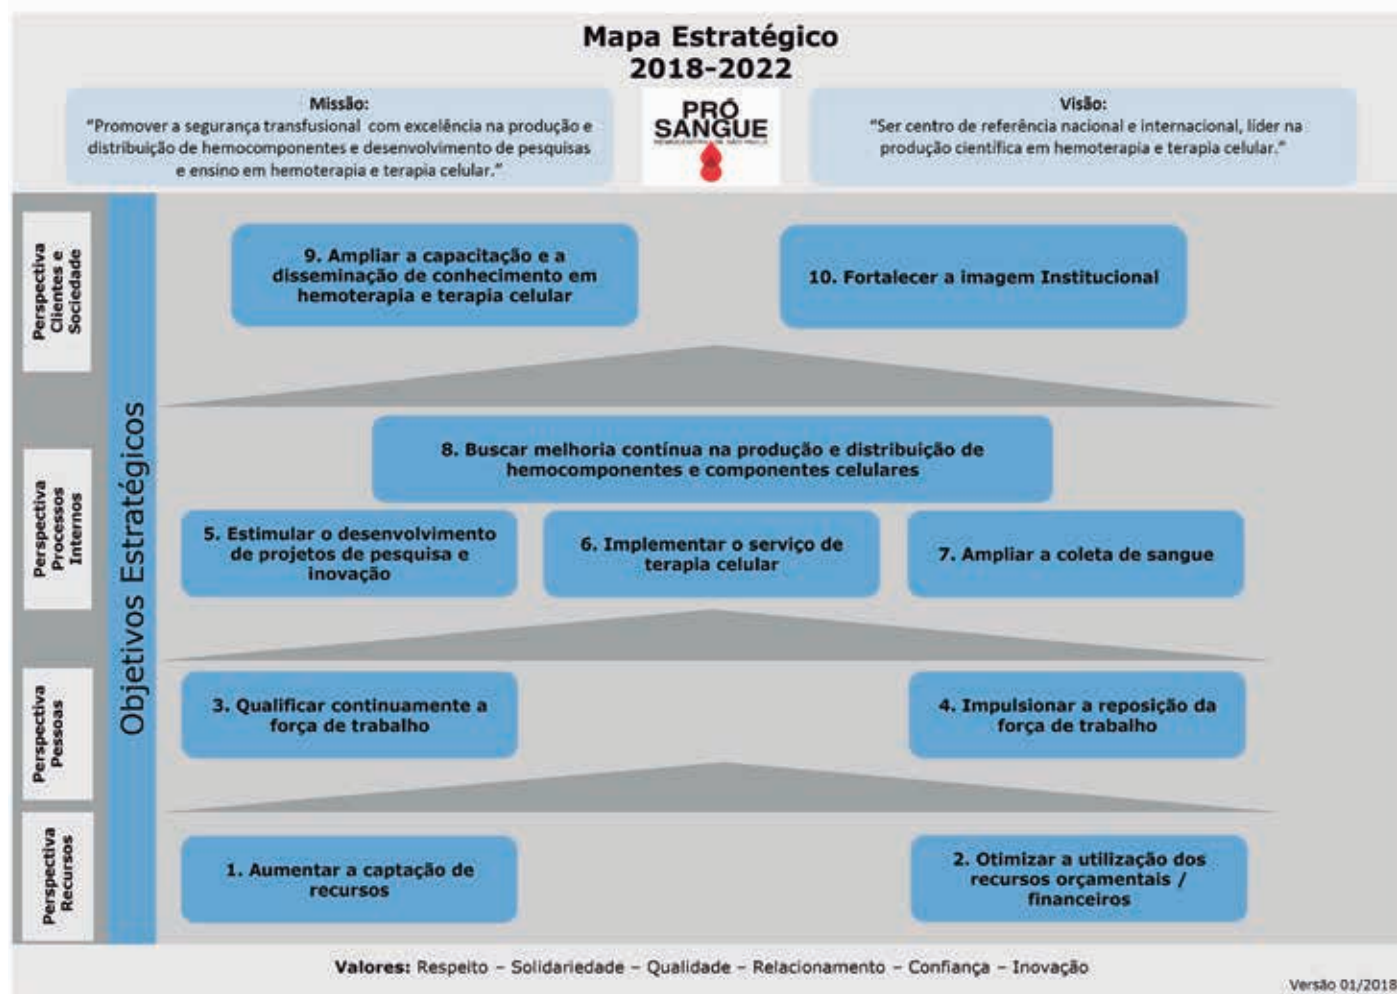 Mapa Estratégico
2018-2022
Missão:
"Promover a segurança transfusional com excelência na produção e
distribuição de hemocomponentes e desenvolvimento de pesquisas
e ensino em hemoterapia e terapia celular."
PRÓ
SANGUE
HEMOCENTRO DE SÃO PAULO
Visão:
"Ser centro de referência nacional e internacional, líder na
produção científica em hemoterapia e terapia celular."
Objetivos Estratégicos
Perspectiva
Clientes e
Sociedade
9. Ampliar a capacitação e a
disseminação de conhecimento em
hemoterapia e terapia celular
10. Fortalecer a imagem Institucional
Perspectiva
Processos
Internos
8. Buscar melhoria contínua na produção e distribuição de
hemocomponentes e componentes celulares
5. Estimular o desenvolvimento
de projetos de pesquisa e
inovação
6. Implementar o serviço de
terapia celular
7. Ampliar a coleta de sangue
Perspectiva
Pessoas
3. Qualificar continuamente a
força de trabalho
4. Impulsionar a reposição da
força de trabalho
Perspectiva
Recursos
1. Aumentar a captação de
recursos
2. Otimizar a utilização dos
recursos orçamentais /
financeiros
Valores: Respeito – Solidariedade – Qualidade – Relacionamento – Confiança – Inovação
Versão 01/2018